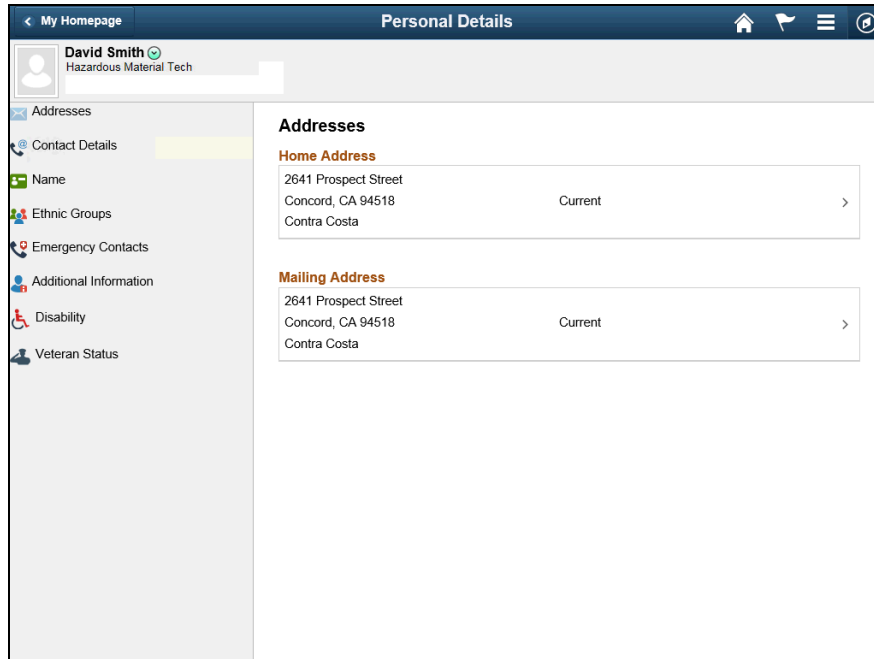 My Homepage
Personal Details
David Smith
Hazardous Material Tech
Addresses
Contact Details
Name
Ethnic Groups
Emergency Contacts
Additional Information
Disability
Veteran Status
Addresses
Home Address
2641 Prospect Street
Concord, CA 94518
Current
Contra Costa
Mailing Address
2641 Prospect Street
Concord, CA 94518
Current
Contra Costa